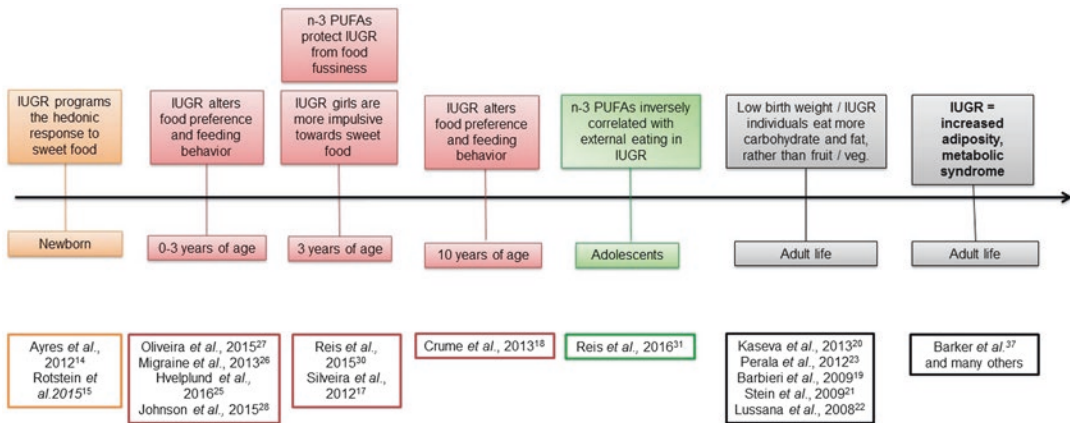 n-3 PUFAs
protect IUGR
from food
fussiness
IUGR programs
the hedonic
response to
sweet food
IUGR alters
food preference
and feeding
behavior
IUGR girls are
more impulsive
towards sweet
food
IUGR alters
food preference
and feeding
behavior
n-3 PUFAs inversely
correlated with
external eating in
IUGR
Low birth weight / IUGR
individuals eat more
carbohydrate and fat,
rather than fruit / veg.
IUGR =
increased
adiposity,
metabolic
syndrome
Newborn
0-3 years of age
3 years of age
10 years of age
Adolescents
Adult life
Adult life
Ayres et al.,
2012¹⁴
Rotstein et
al.2015¹⁵
Oliveira et al., 2015²⁷
Migraine et al., 2013²⁶
Hvelplund et al.,
2016²⁵
Johnson et al., 2015²⁸
Reis et al.,
2015³⁰
Silveira et al.,
2012¹⁷
Crume et al., 2013¹⁸
Reis et al., 2016³¹
Kaseva et al., 2013²⁰
Perala et al., 2012²³
Barbieri et al., 2009¹⁹
Stein et al., 2009²¹
Lussana et al., 2008²²
Barker et al.³⁷
and many others